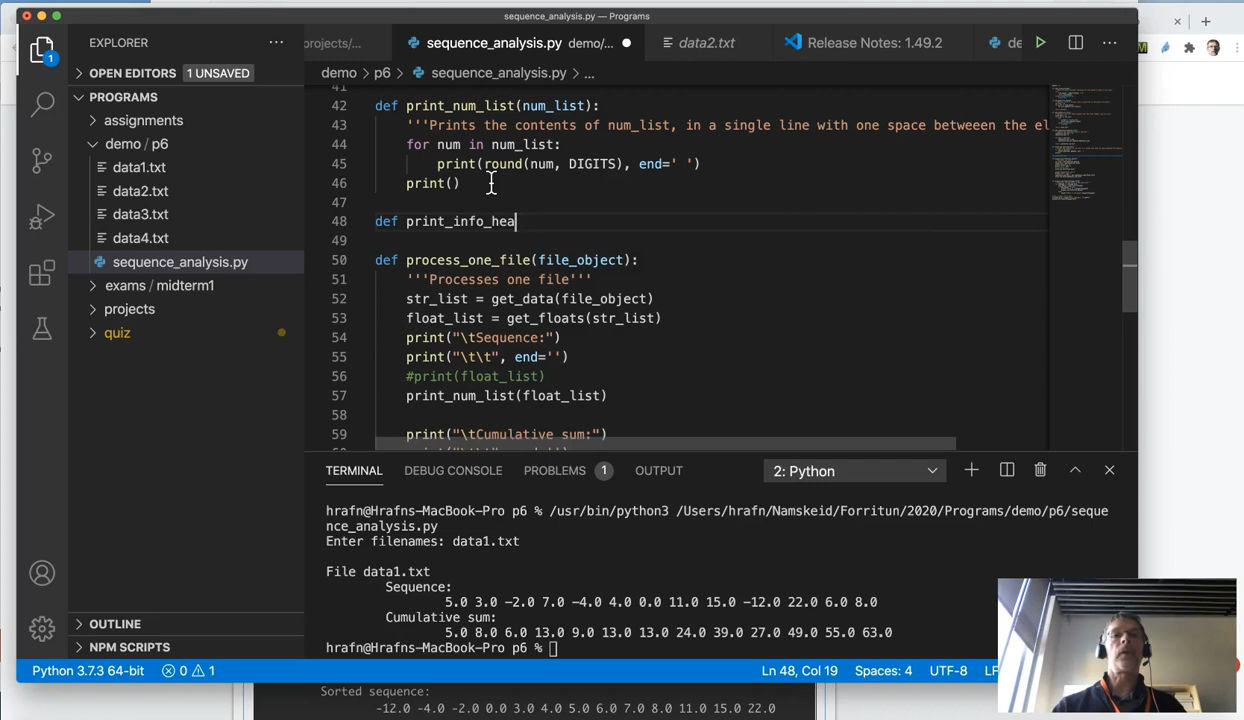 sequence_analysis.py — Programs
EXPLORER
projects/...
sequence_analysis.py demo/...
data2.txt
Release Notes: 1.49.2
de
1
OPEN EDITORS
1 UNSAVED
demo > p6 > sequence_analysis.py > ...
PROGRAMS
assignments
demo / p6
data1.txt
data2.txt
data3.txt
data4.txt
sequence_analysis.py
exams / midterm1
projects
quiz
OUTLINE
NPM SCRIPTS
41
42 def print_num_list(num_list):
43 '''Prints the contents of num_list, in a single line with one space betweeen the el
44 for num in num_list:
45 print(round(num, DIGITS), end=' ')
46 print()
47
48 def print_info_hea
49
50 def process_one_file(file_object):
51 '''Processes one file'''
52 str_list = get_data(file_object)
53 float_list = get_floats(str_list)
54 print("\tSequence:")
55 print("\t\t", end='')
56 #print(float_list)
57 print_num_list(float_list)
58
59 print("\tCumulative sum:")
TERMINAL
DEBUG CONSOLE
PROBLEMS 1
OUTPUT
2: Python
hrafn@Hrafns-MacBook-Pro p6 % /usr/bin/python3 /Users/hrafn/Namskeid/Forritun/2020/Programs/demo/p6/seque
nce_analysis.py
Enter filenames: data1.txt
File data1.txt
Sequence:
5.0 3.0 -2.0 7.0 -4.0 4.0 0.0 11.0 15.0 -12.0 22.0 6.0 8.0
Cumulative sum:
5.0 8.0 6.0 13.0 9.0 13.0 13.0 24.0 39.0 27.0 49.0 55.0 63.0
hrafn@Hrafns-MacBook-Pro p6 %
Python 3.7.3 64-bit
0
1
Ln 48, Col 19
Spaces: 4
UTF-8
Sorted sequence:
-12.0 -4.0 -2.0 0.0 3.0 4.0 5.0 6.0 7.0 8.0 11.0 15.0 22.0